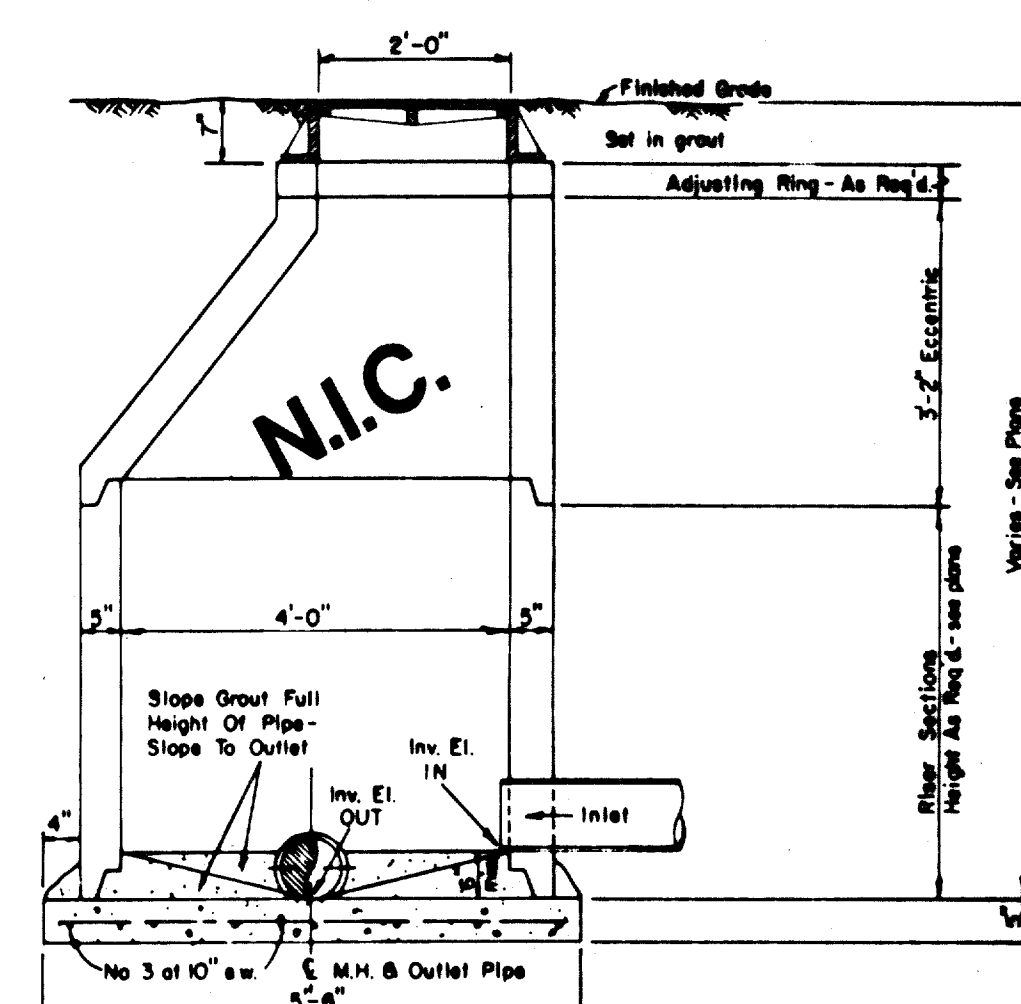 2'-0"
Finished Grade
7"
Set in grout
Adjusting Ring - As Req'd.
3'-2" Eccentric
N.I.C.
Varies - See Plans
5"
4'-0"
5"
Slope Grout Full
Height Of Pipe-
Slope To Outlet
Inv. El.
IN
Inv. El.
OUT
Inlet
Riser Sections
Height As Req'd. - see plans
4"
No 3 at 10" e.w.
℄ M.H. & Outlet Pipe
5'-6"